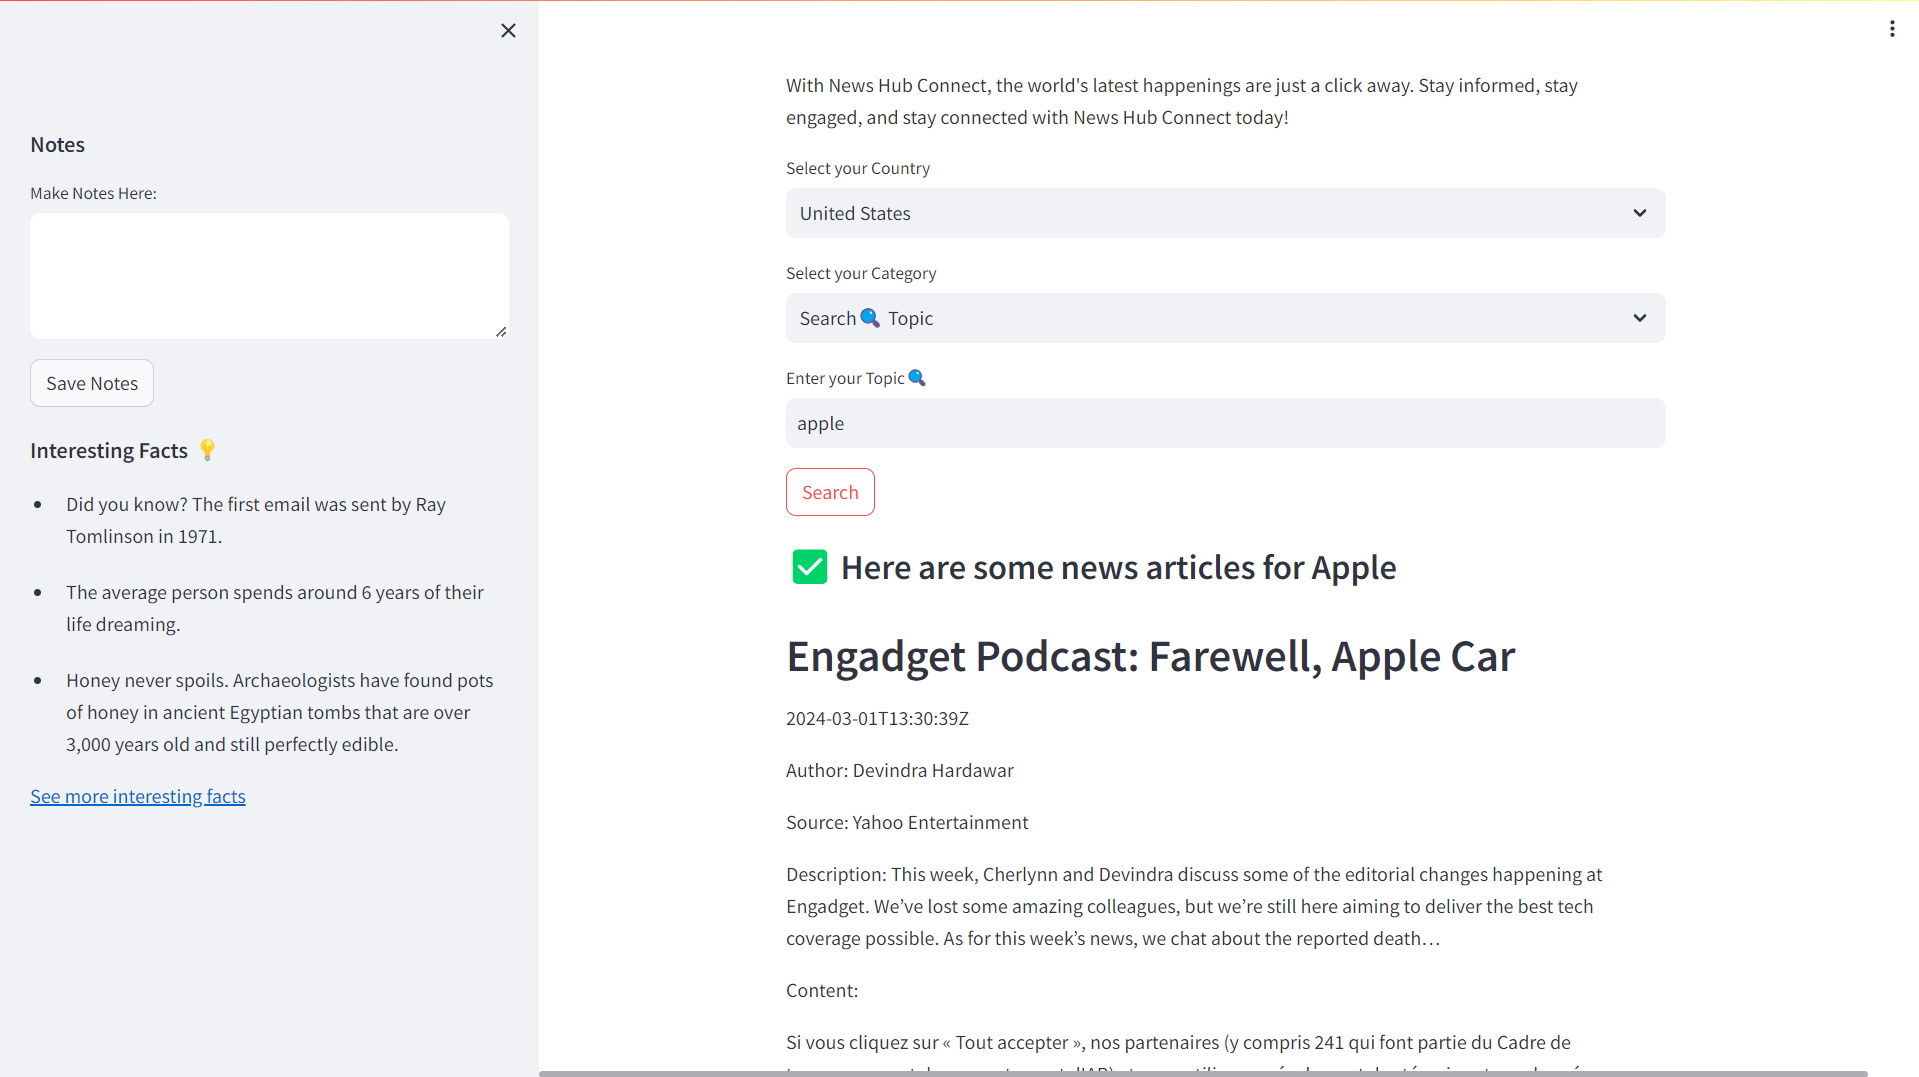 Notes
Make Notes Here:
Save Notes
Interesting Facts 💡
Did you know? The first email was sent by Ray
Tomlinson in 1971.
The average person spends around 6 years of their
life dreaming.
Honey never spoils. Archaeologists have found pots
of honey in ancient Egyptian tombs that are over
3,000 years old and still perfectly edible.
See more interesting facts
With News Hub Connect, the world's latest happenings are just a click away. Stay informed, stay
engaged, and stay connected with News Hub Connect today!
Select your Country
United States
Select your Category
Search🔍 Topic
Enter your Topic🔍
apple
Search
✅ Here are some news articles for Apple
Engadget Podcast: Farewell, Apple Car
2024-03-01T13:30:39Z
Author: Devindra Hardawar
Source: Yahoo Entertainment
Description: This week, Cherlynn and Devindra discuss some of the editorial changes happening at
Engadget. We’ve lost some amazing colleagues, but we’re still here aiming to deliver the best tech
coverage possible. As for this week’s news, we chat about the reported death…
Content:
Si vous cliquez sur « Tout accepter », nos partenaires (y compris 241 qui font partie du Cadre de